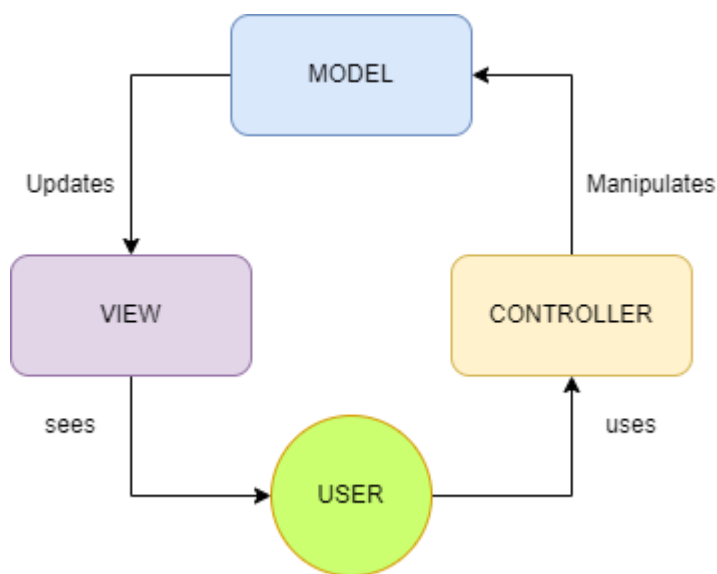 MODEL
Updates
Manipulates
VIEW
CONTROLLER
sees
uses
USER